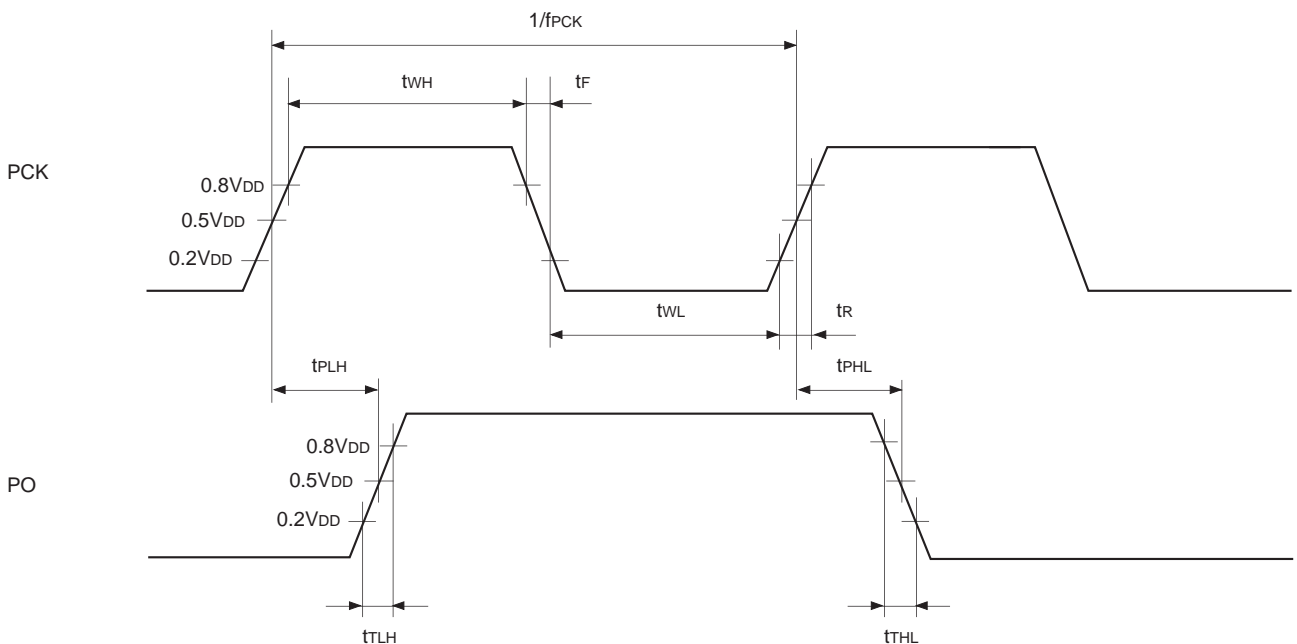 1/fPCK
tWH
tF
PCK
0.8VDD
0.5VDD
0.2VDD
tWL
tR
tPLH
tPHL
0.8VDD
0.5VDD
0.2VDD
PO
tTLH
tTHL